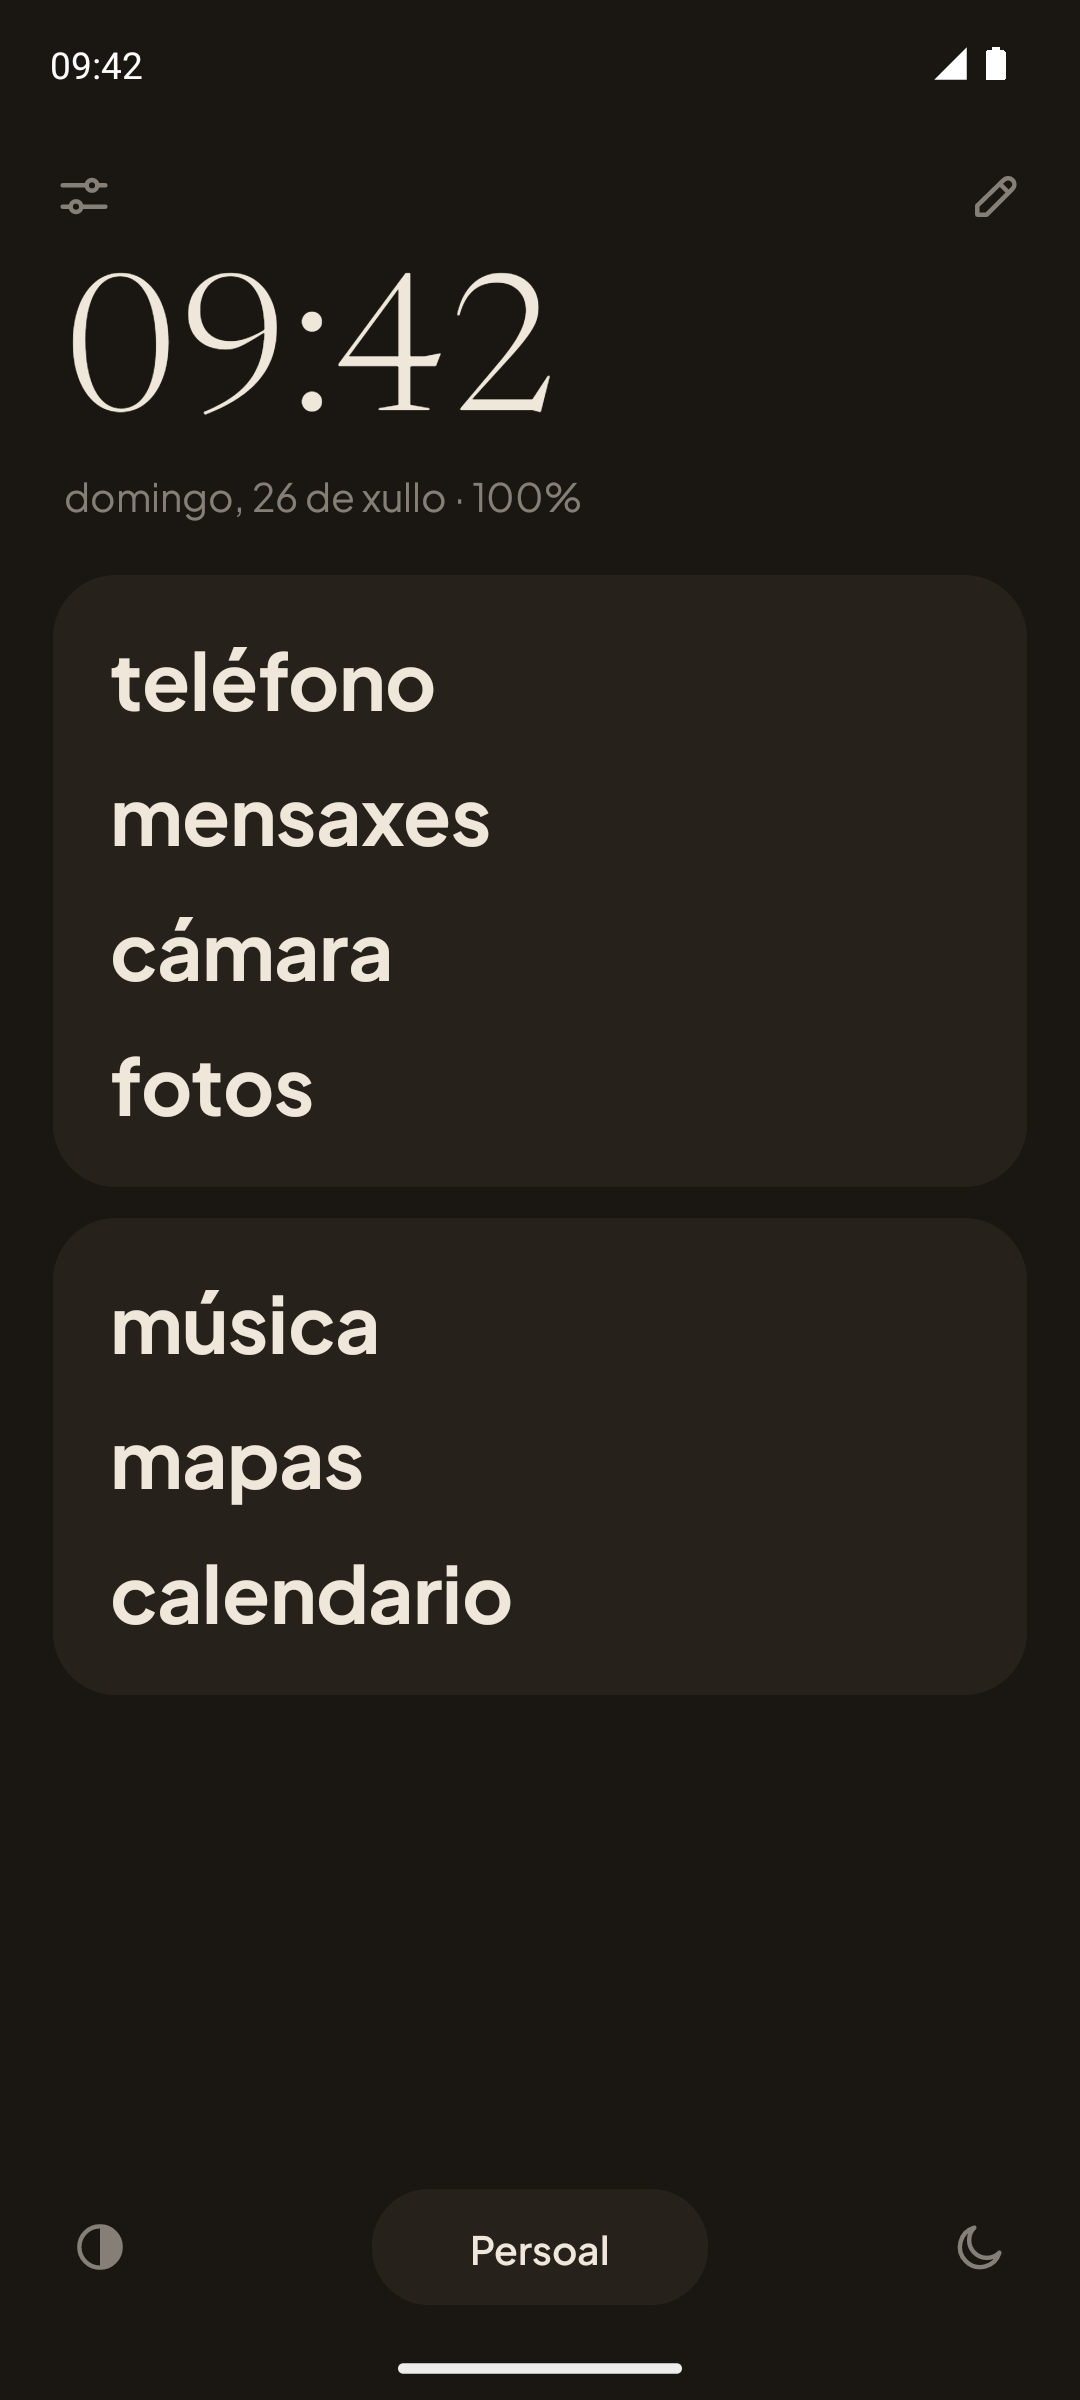 09:42
09:42
domingo, 26 de xullo · 100%
teléfono
mensaxes
cámara
fotos
música
mapas
calendario
Persoal